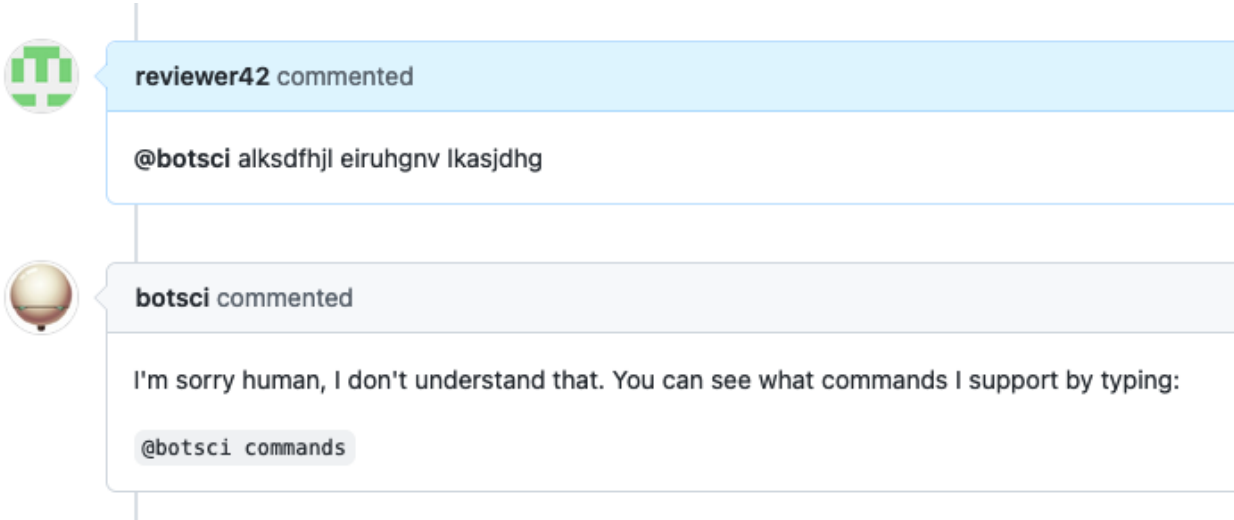 reviewer42 commented
@botsci alksdfhjl eiruhgnv lkasjdhg
botsci commented
I'm sorry human, I don't understand that. You can see what commands I support by typing:
@botsci commands